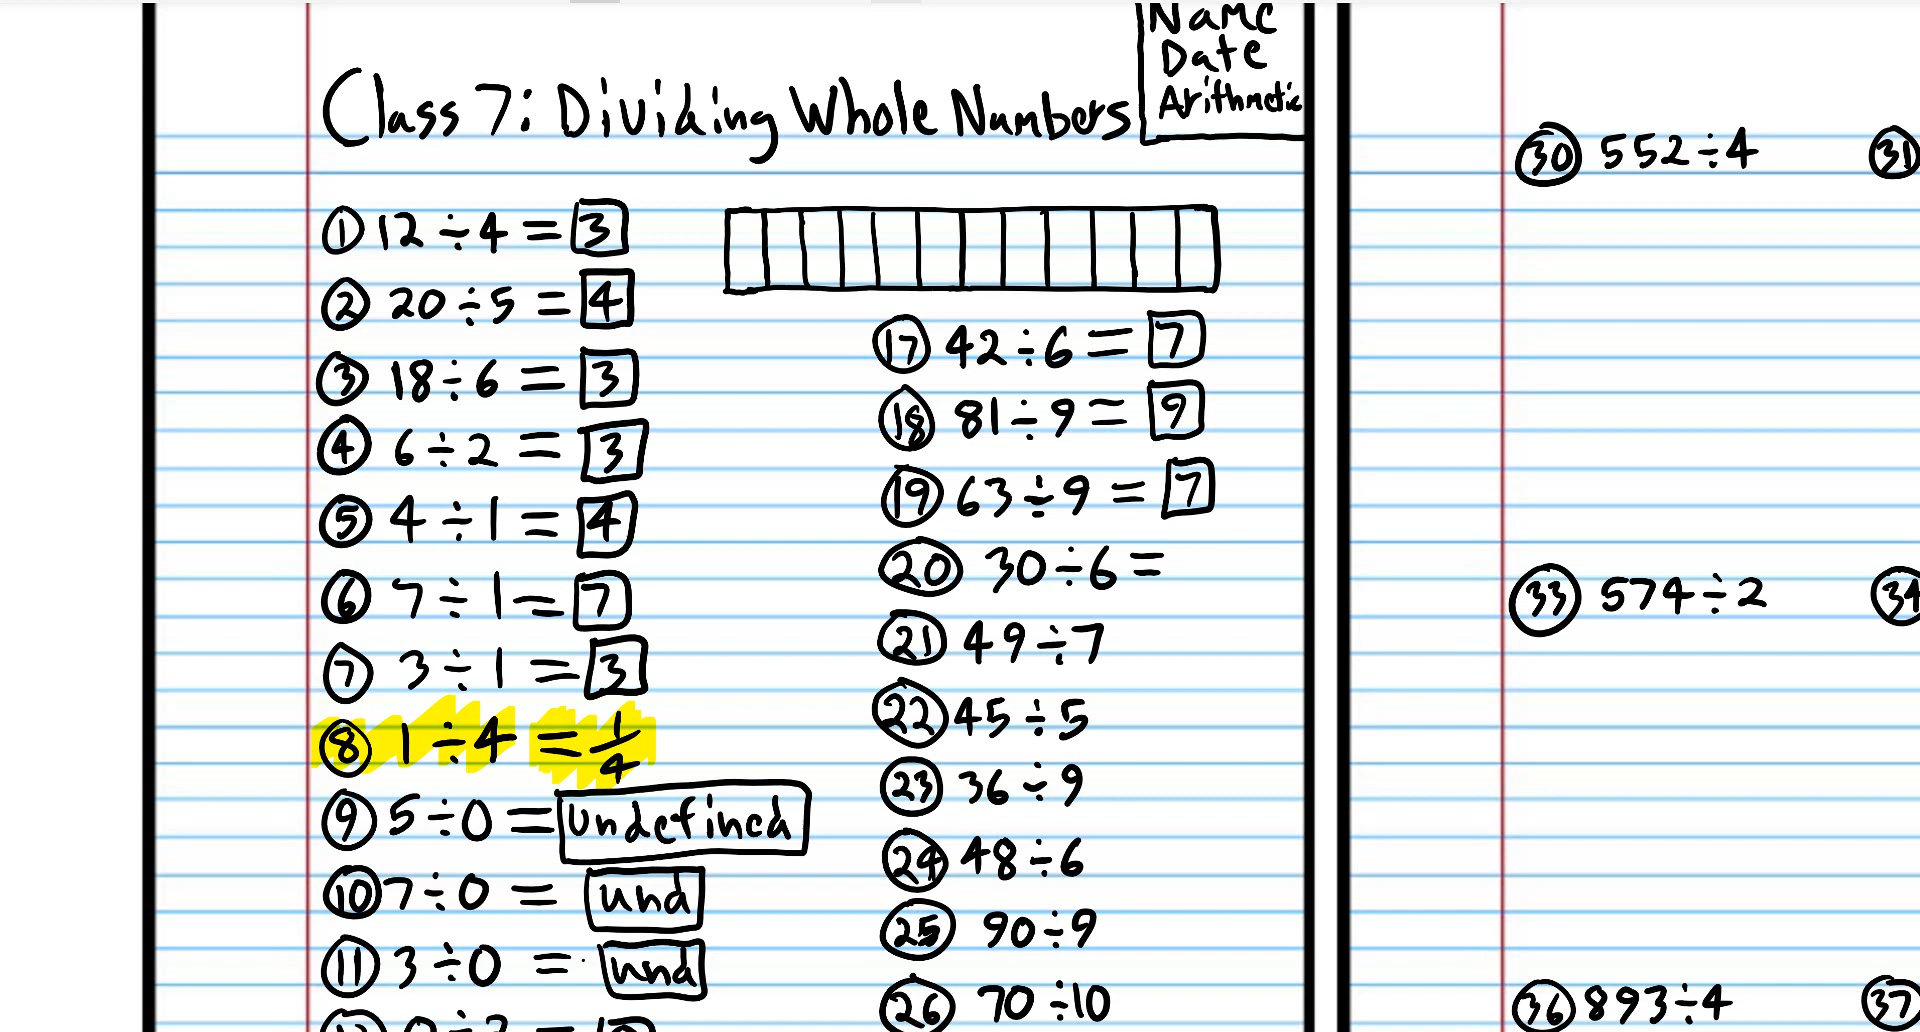 Name
Date
Arithmetic
Class 7: Dividing Whole Numbers
① 12 ÷ 4 = 3
② 20 ÷ 5 = 4
③ 18 ÷ 6 = 3
④ 6 ÷ 2 = 3
⑤ 4 ÷ 1 = 4
⑥ 7 ÷ 1 = 7
⑦ 3 ÷ 1 = 3
⑧ 1 ÷ 4 = 1/4
⑨ 5 ÷ 0 = undefined
⑩ 7 ÷ 0 = und
⑪ 3 ÷ 0 = und
⑰ 42 ÷ 6 = 7
⑱ 81 ÷ 9 = 9
⑲ 63 ÷ 9 = 7
⑳ 30 ÷ 6 =
㉑ 49 ÷ 7
㉒ 45 ÷ 5
㉓ 36 ÷ 9
㉔ 48 ÷ 6
㉕ 90 ÷ 9
㉖ 70 ÷ 10
㉚ 552 ÷ 4
㉛
㉝ 574 ÷ 2
㉞
㊱ 893 ÷ 4
㊲